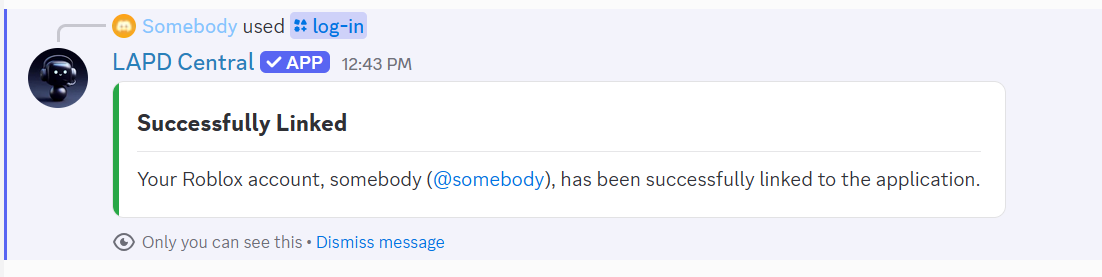 Somebody used log-in
LAPD Central APP 12:43 PM
Successfully Linked
Your Roblox account, somebody (@somebody), has been successfully linked to the application.
Only you can see this • Dismiss message